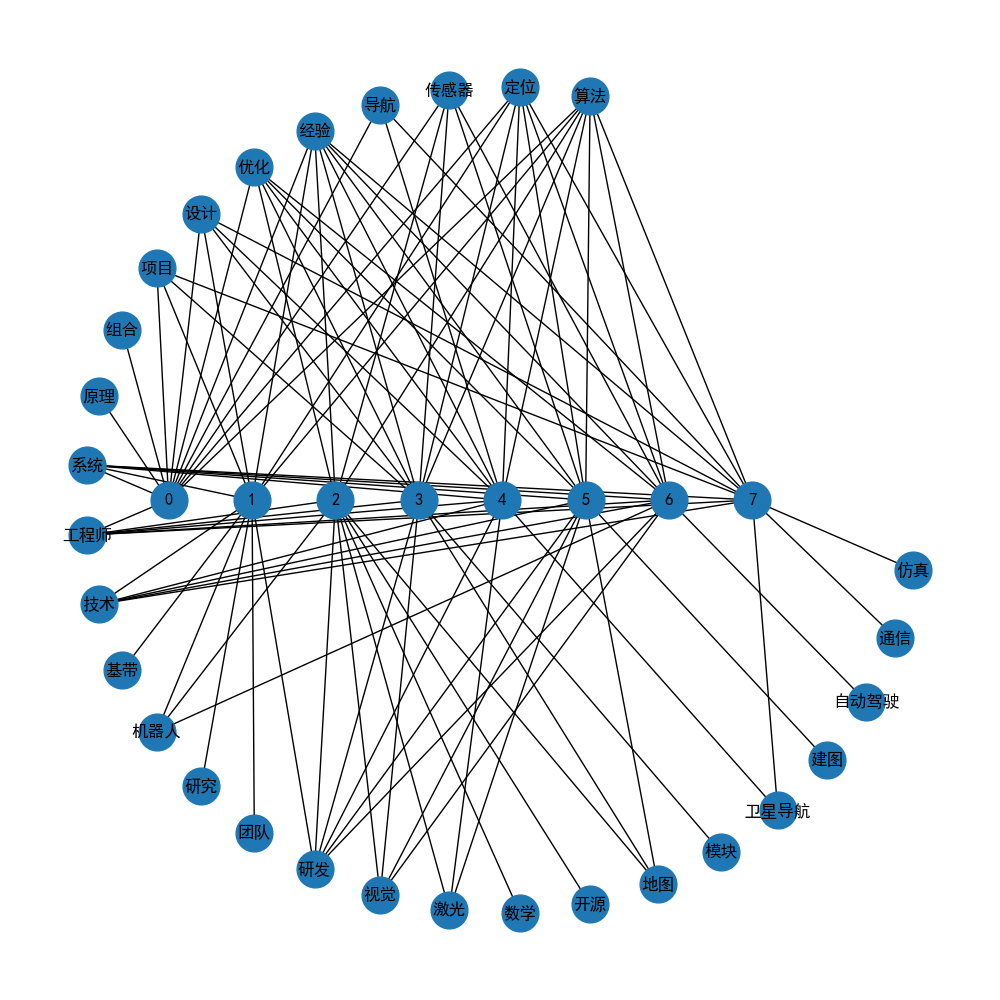 传感器
定位
算法
导航
经验
优化
设计
项目
组合
原理
系统
0 1 2 3 4 5 6 7
工程师
仿真
技术
通信
基带
自动驾驶
机器人
建图
研究
卫星导航
团队
模块
研发
地图
视觉
激光
数学
开源